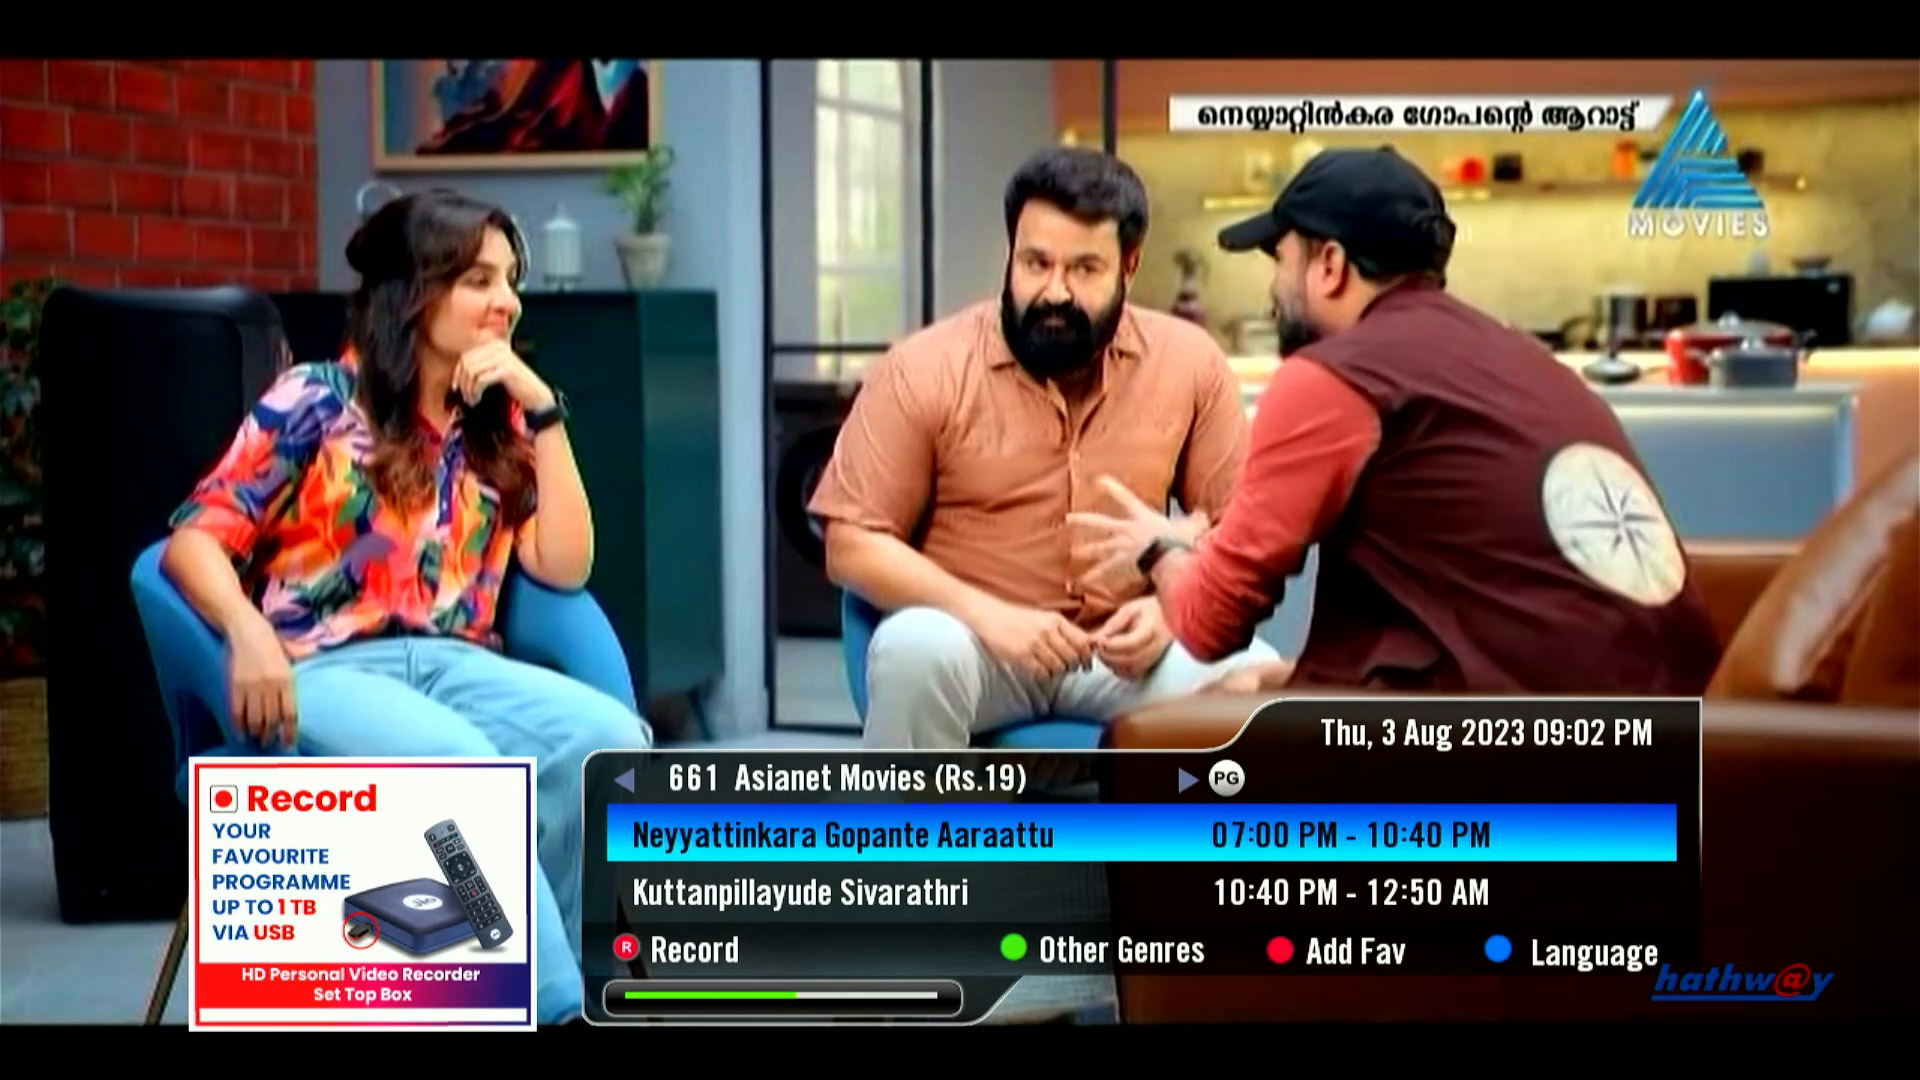 നെയ്യാറ്റിൻകര ഗോപന്റെ ആറാട്ട്
MOVIES
Thu, 3 Aug 2023 09:02 PM
661 Asianet Movies (Rs.19)
PG
Neyyattinkara Gopante Aaraattu 07:00 PM - 10:40 PM
Kuttanpillayude Sivarathri 10:40 PM - 12:50 AM
R Record Other Genres Add Fav Language
hathw@y
Record
YOUR
FAVOURITE
PROGRAMME
UP TO 1 TB
VIA USB
Jio
HD Personal Video Recorder
Set Top Box